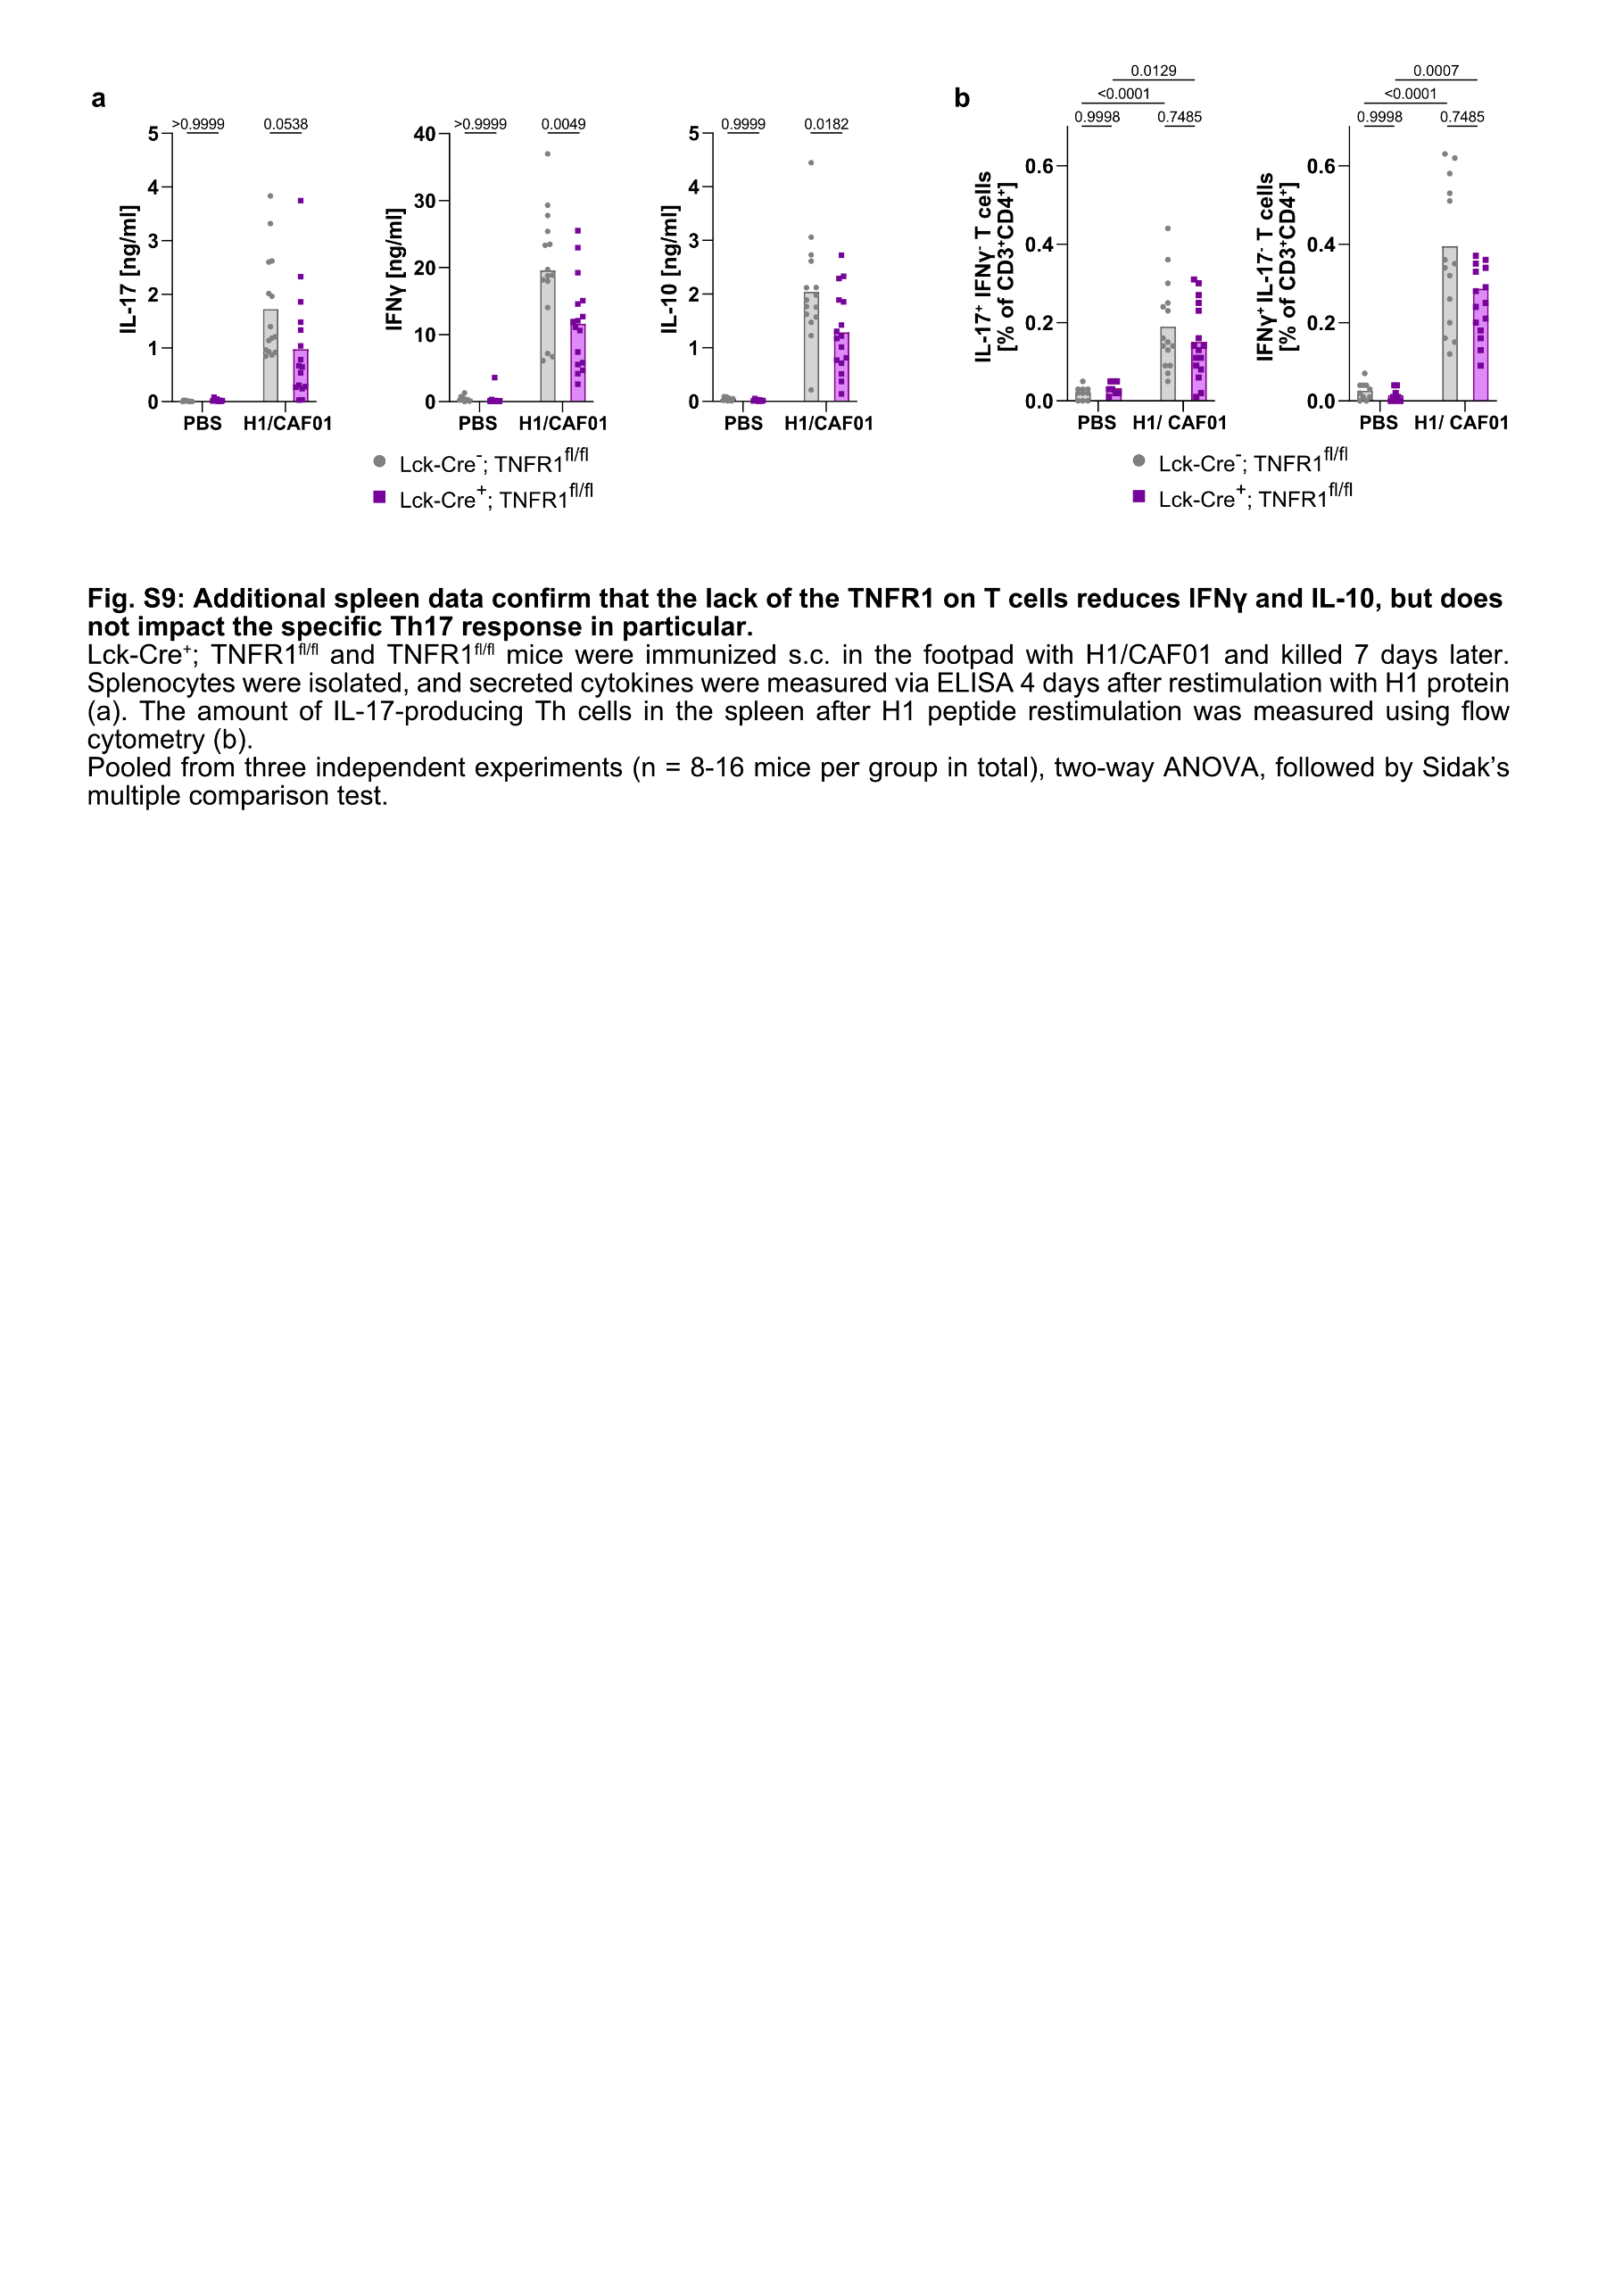 a
>0.9999 0.0538
IL-17 [ng/ml]
5
4
3
2
1
0
PBS H1/CAF01
>0.9999 0.0049
IFNγ [ng/ml]
40
30
20
10
0
PBS H1/CAF01
0.9999 0.0182
IL-10 [ng/ml]
5
4
3
2
1
0
PBS H1/CAF01
Lck-Cre⁻; TNFR1fl/fl
Lck-Cre⁺; TNFR1fl/fl
b
0.0129
<0.0001
0.9998 0.7485
IL-17⁺ IFNγ⁻ T cells
[% of CD3⁺CD4⁺]
0.6
0.4
0.2
0.0
PBS H1/ CAF01
0.0007
<0.0001
0.9998 0.7485
IFNγ⁺ IL-17⁻ T cells
[% of CD3⁺CD4⁺]
0.6
0.4
0.2
0.0
PBS H1/ CAF01
Lck-Cre⁻; TNFR1fl/fl
Lck-Cre⁺; TNFR1fl/fl
Fig. S9: Additional spleen data confirm that the lack of the TNFR1 on T cells reduces IFNγ and IL-10, but does
not impact the specific Th17 response in particular.
Lck-Cre⁺; TNFR1fl/fl and TNFR1fl/fl mice were immunized s.c. in the footpad with H1/CAF01 and killed 7 days later.
Splenocytes were isolated, and secreted cytokines were measured via ELISA 4 days after restimulation with H1 protein
(a). The amount of IL-17-producing Th cells in the spleen after H1 peptide restimulation was measured using flow
cytometry (b).
Pooled from three independent experiments (n = 8-16 mice per group in total), two-way ANOVA, followed by Sidak’s
multiple comparison test.